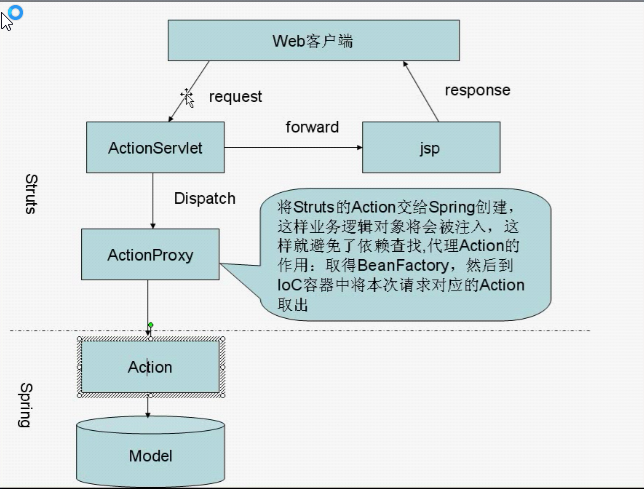 Web客户端
request
response
ActionServlet
forward
jsp
Struts
Dispatch
ActionProxy
将Struts的Action交给Spring创建，
这样业务逻辑对象将会被注入，这
样就避免了依赖查找,代理Action的
作用：取得BeanFactory，然后到
IoC容器中将本次请求对应的Action
取出
Action
Spring
Model